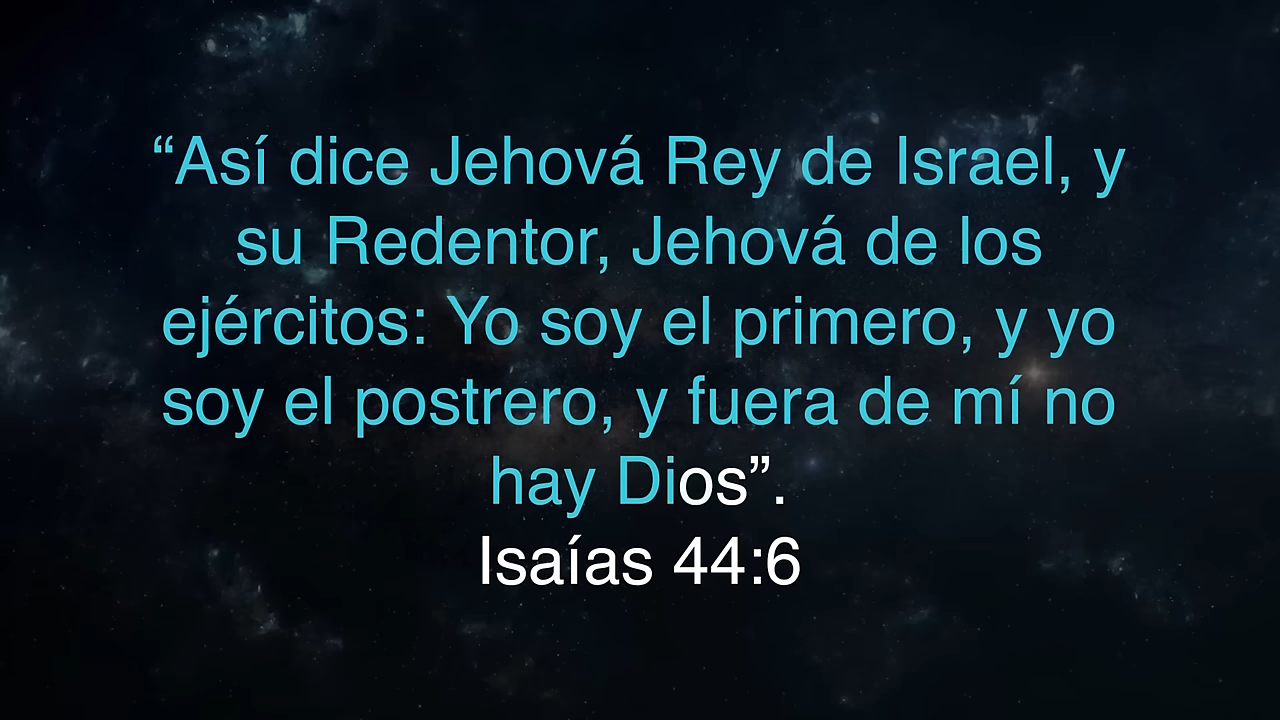 “Así dice Jehová Rey de Israel, y
su Redentor, Jehová de los
ejércitos: Yo soy el primero, y yo
soy el postrero, y fuera de mí no
hay Dios”.
Isaías 44:6